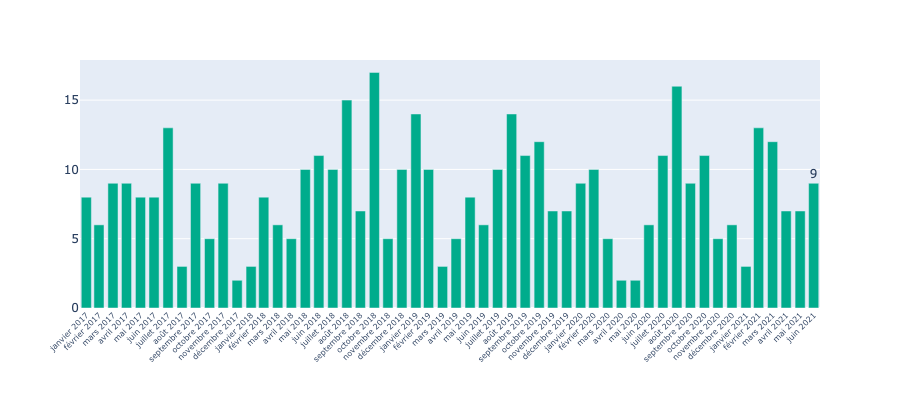 15
10
5
0
9
janvier 2017
février 2017
mars 2017
avril 2017
mai 2017
juin 2017
juillet 2017
août 2017
septembre 2017
octobre 2017
novembre 2017
décembre 2017
janvier 2018
février 2018
mars 2018
avril 2018
mai 2018
juin 2018
juillet 2018
août 2018
septembre 2018
octobre 2018
novembre 2018
décembre 2018
janvier 2019
février 2019
mars 2019
avril 2019
mai 2019
juin 2019
juillet 2019
août 2019
septembre 2019
octobre 2019
novembre 2019
décembre 2019
janvier 2020
février 2020
mars 2020
avril 2020
mai 2020
juin 2020
juillet 2020
août 2020
septembre 2020
octobre 2020
novembre 2020
décembre 2020
janvier 2021
février 2021
mars 2021
avril 2021
mai 2021
juin 2021